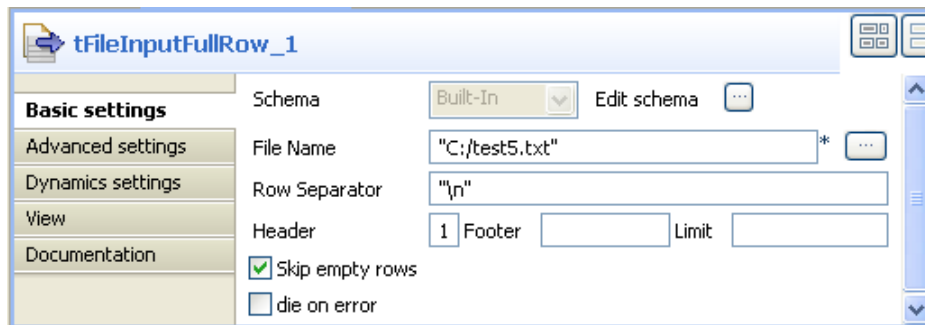 tFileInputFullRow_1
Basic settings
Advanced settings
Dynamics settings
View
Documentation
Schema Built-In Edit schema ...
File Name "C:/test5.txt" * ...
Row Separator "\n"
Header 1 Footer Limit
Skip empty rows
die on error